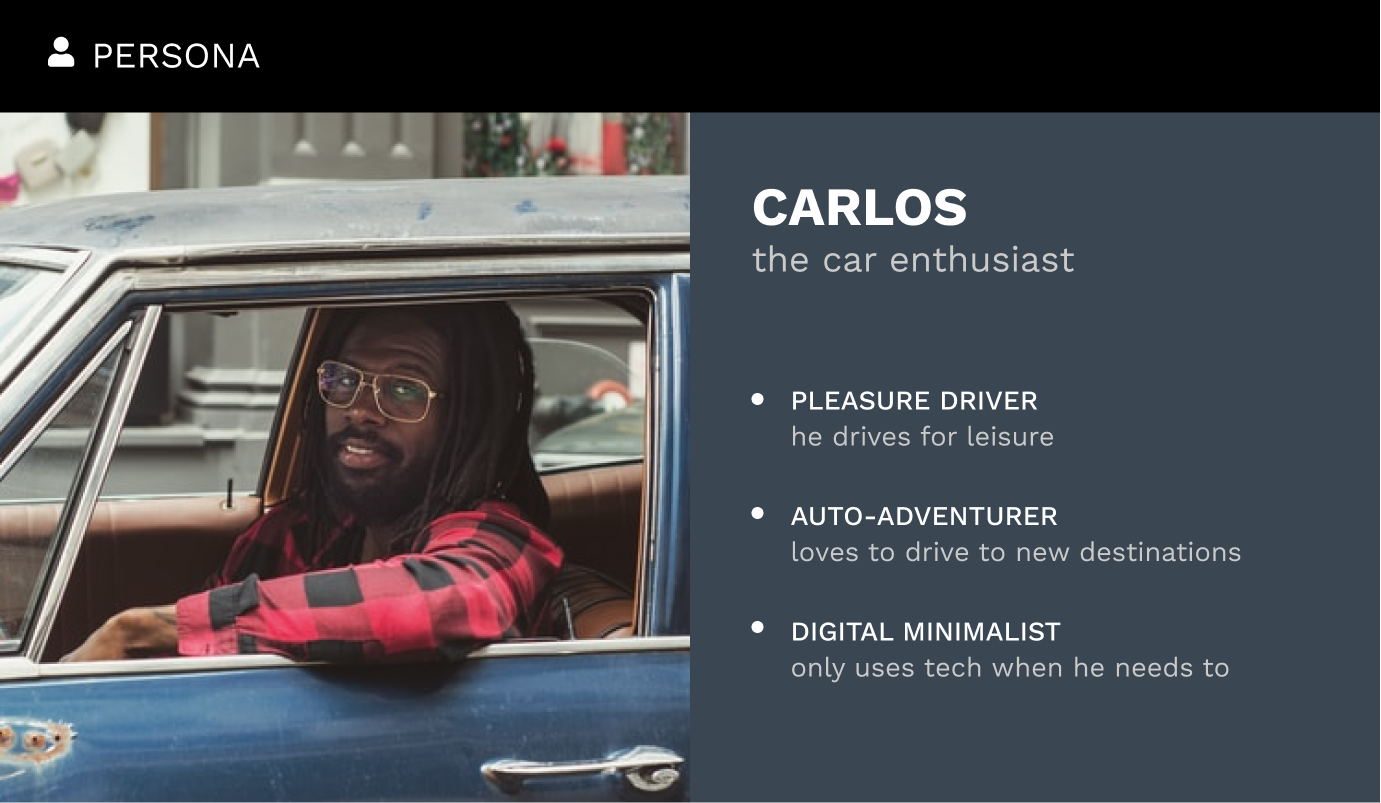 PERSONA
CARLOS
the car enthusiast
PLEASURE DRIVER
he drives for leisure
AUTO-ADVENTURER
loves to drive to new destinations
DIGITAL MINIMALIST
only uses tech when he needs to